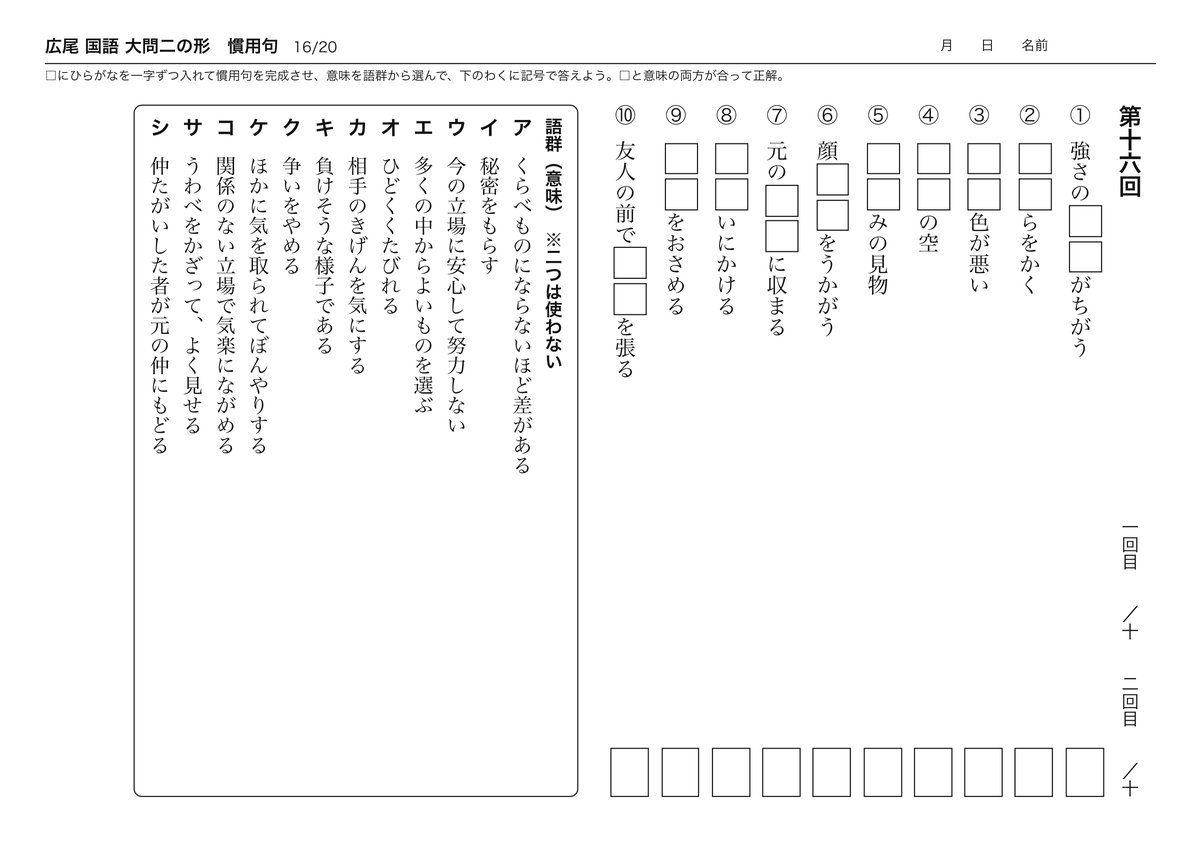 広尾 国語 大問二の形　慣用句　16/20
月　日　名前
□にひらがなを一字ずつ入れて慣用句を完成させ、意味を語群から選んで、下のわくに記号で答えよう。□と意味の両方が合って正解。
第十六回　一回目　／十　二回目　／十
① 強さの□□がちがう
② □□らをかく
③ □□色が悪い
④ □□の空
⑤ □□みの見物
⑥ 顔□□をうかがう
⑦ 元の□□に収まる
⑧ □□いにかける
⑨ □□をおさめる
⑩ 友人の前で□□を張る
語群（意味）　※二つは使わない
ア　くらべものにならないほど差がある
イ　秘密をもらす
ウ　今の立場に安心して努力しない
エ　多くの中からよいものを選ぶ
オ　ひどくくたびれる
カ　相手のきげんを気にする
キ　負けそうな様子である
ク　争いをやめる
ケ　ほかに気を取られてぼんやりする
コ　関係のない立場で気楽にながめる
サ　うわべをかざって、よく見せる
シ　仲たがいした者が元の仲にもどる